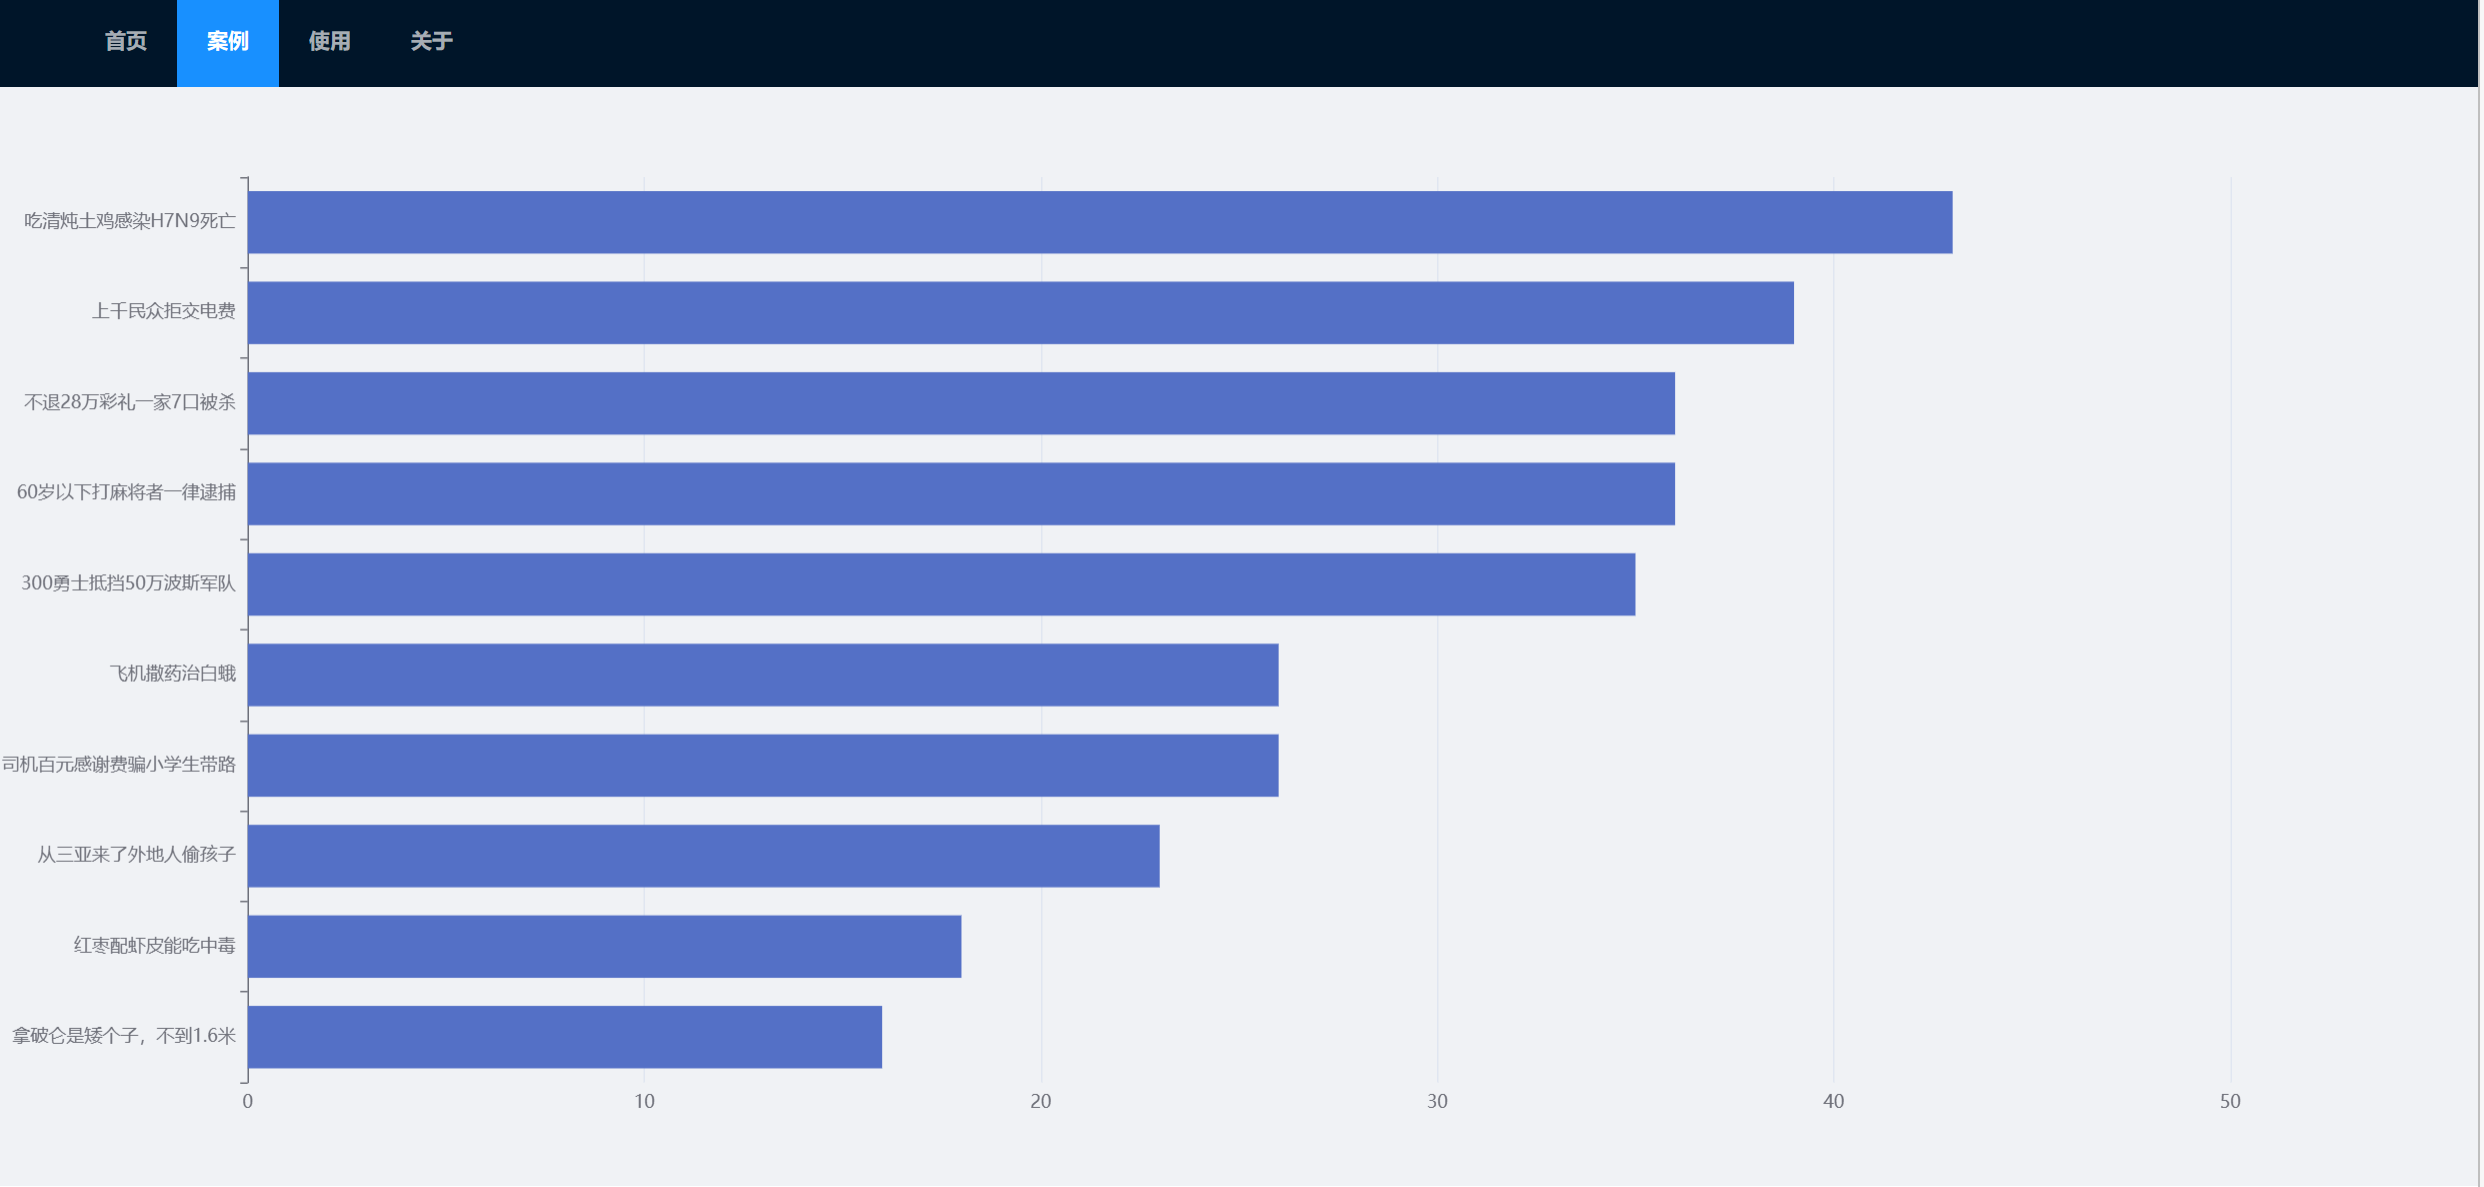 首页 案例 使用 关于
吃清炖土鸡感染H7N9死亡
上千民众拒交电费
不退28万彩礼一家7口被杀
60岁以下打麻将者一律逮捕
300勇士抵挡50万波斯军队
飞机撒药治白蛾
司机百元感谢费骗小学生带路
从三亚来了外地人偷孩子
红枣配虾皮能吃中毒
拿破仑是矮个子，不到1.6米
0 10 20 30 40 50